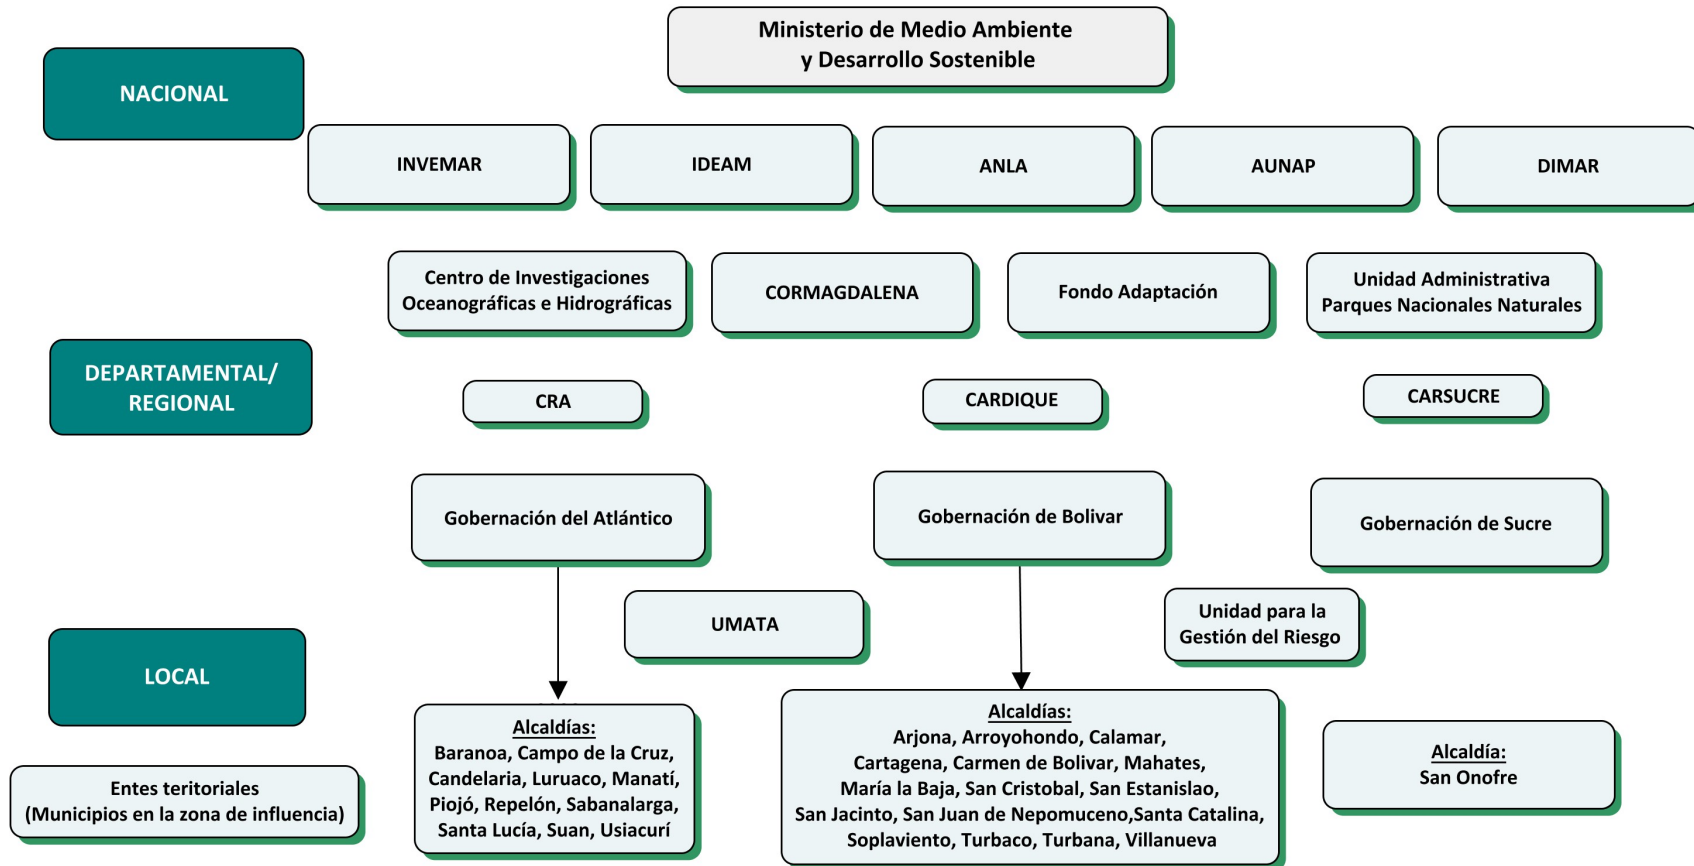 Ministerio de Medio Ambiente
y Desarrollo Sostenible
NACIONAL
INVEMAR
IDEAM
ANLA
AUNAP
DIMAR
Centro de Investigaciones
Oceanográficas e Hidrográficas
CORMAGDALENA
Fondo Adaptación
Unidad Administrativa
Parques Nacionales Naturales
DEPARTAMENTAL/
REGIONAL
CRA
CARDIQUE
CARSUCRE
Gobernación del Atlántico
Gobernación de Bolivar
Gobernación de Sucre
UMATA
Unidad para la
Gestión del Riesgo
LOCAL
Entes teritoriales
(Municipios en la zona de influencia)
Alcaldías:
Baranoa, Campo de la Cruz,
Candelaria, Luruaco, Manatí,
Piojó, Repelón, Sabanalarga,
Santa Lucía, Suan, Usiacurí
Alcaldías:
Arjona, Arroyohondo, Calamar,
Cartagena, Carmen de Bolivar, Mahates,
María la Baja, San Cristobal, San Estanislao,
San Jacinto, San Juan de Nepomuceno,Santa Catalina,
Soplaviento, Turbaco, Turbana, Villanueva
Alcaldía:
San Onofre